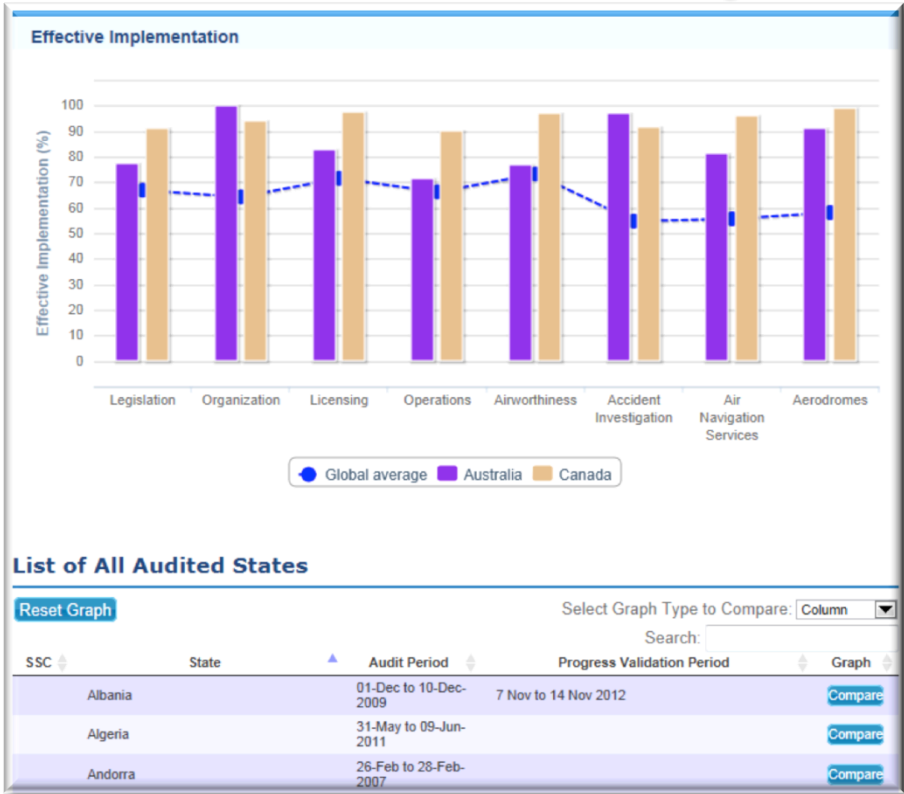 Effective Implementation
Effective Implementation (%)
100
90
80
70
60
50
40
30
20
10
0
Legislation Organization Licensing Operations Airworthiness Accident Investigation Air Navigation Services Aerodromes
Global average Australia Canada
List of All Audited States
Reset Graph Select Graph Type to Compare: Column
Search:
SSC State Audit Period Progress Validation Period Graph
Albania 01-Dec to 10-Dec-2009 7 Nov to 14 Nov 2012 Compare
Algeria 31-May to 09-Jun-2011 Compare
Andorra 26-Feb to 28-Feb-2007 Compare